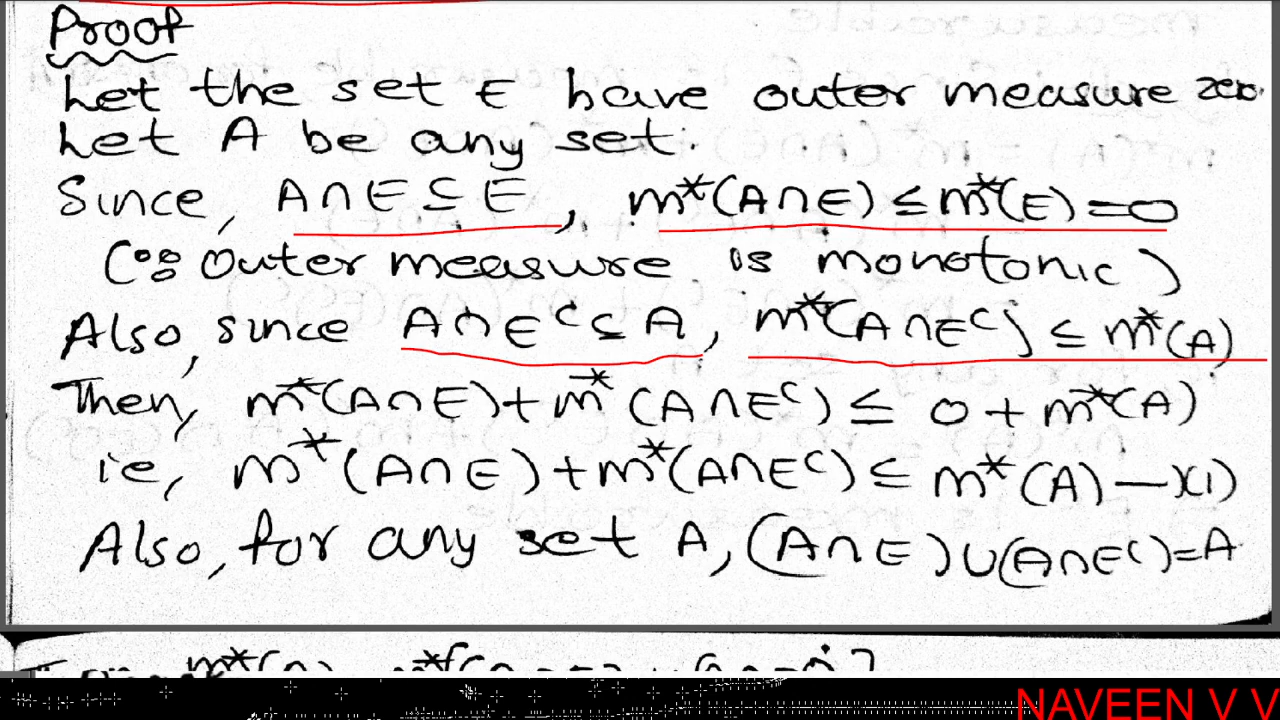 Proof
Let the set E have outer measure zero.
Let A be any set.
Since, A∩E ⊆ E, m*(A∩E) ≤ m*(E) = 0
(∵ outer measure is monotonic)
Also, since A∩E^c ⊆ A, m*(A∩E^c) ≤ m*(A)
Then, m*(A∩E) + m*(A∩E^c) ≤ 0 + m*(A)
ie, m*(A∩E) + m*(A∩E^c) ≤ m*(A) — (1)
Also, for any set A, (A∩E) ∪ (A∩E^c) = A
NAVEEN V V